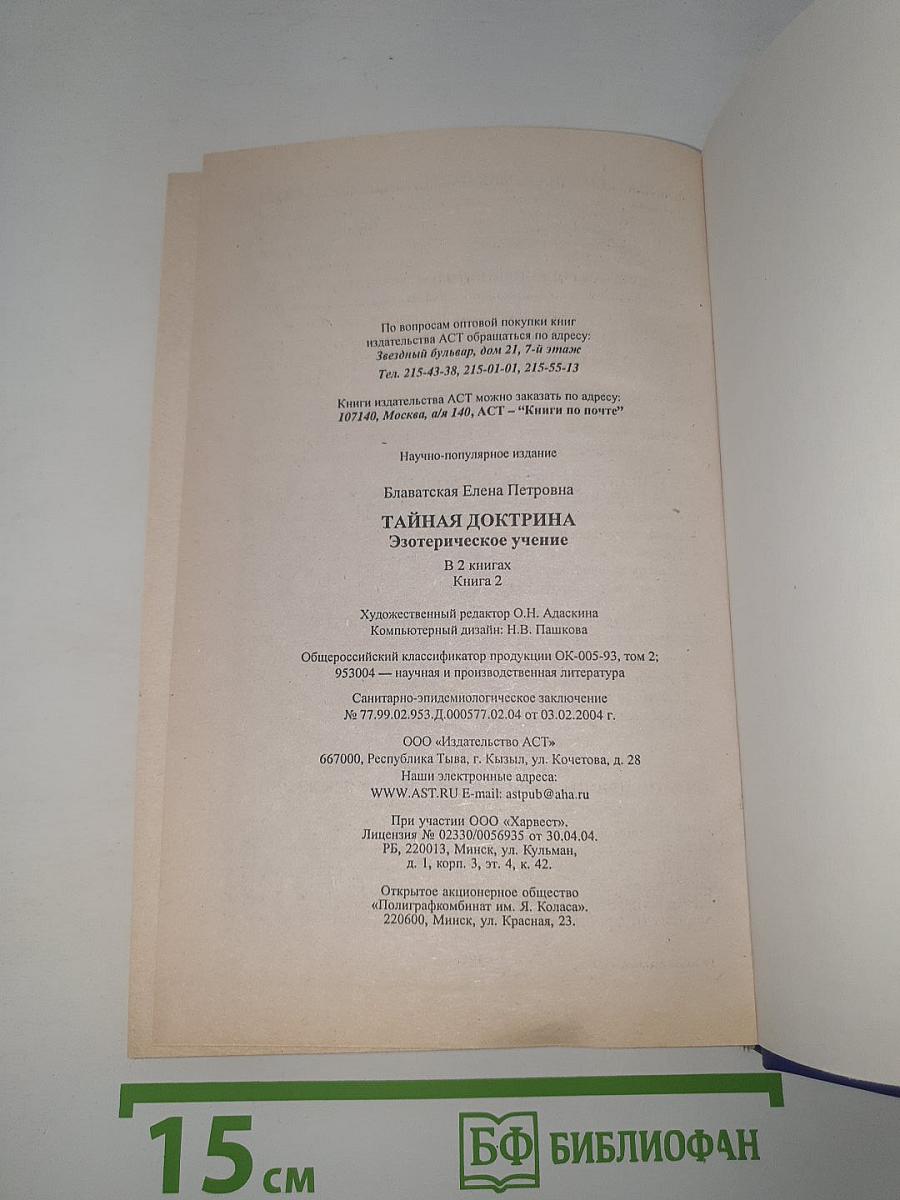 По вопросам оптовой покупки книг
издательства АСТ обращаться по адресу:
Звездный бульвар, дом 21, 7-й этаж
Тел. 215-43-38, 215-01-01, 215-55-13
Книги издательства АСТ можно заказать по адресу:
107140, Москва, а/я 140, АСТ – “Книги по почте”
Научно-популярное издание
Блаватская Елена Петровна
ТАЙНАЯ ДОКТРИНА
Эзотерическое учение
В 2 книгах
Книга 2
Художественный редактор О.Н. Адаскина
Компьютерный дизайн: Н.В. Пашкова
Общероссийский классификатор продукции ОК-005-93, том 2;
953004 — научная и производственная литература
Санитарно-эпидемиологическое заключение
№ 77.99.02.953.Д.000577.02.04 от 03.02.2004 г.
ООО «Издательство АСТ»
667000, Республика Тыва, г. Кызыл, ул. Кочетова, д. 28
Наши электронные адреса:
WWW.AST.RU E-mail: astpub@aha.ru
При участии ООО «Харвест».
Лицензия № 02330/0056935 от 30.04.04.
РБ, 220013, Минск, ул. Кульман,
д. 1, корп. 3, эт. 4, к. 42.
Открытое акционерное общество
«Полиграфкомбинат им. Я. Коласа».
220600, Минск, ул. Красная, 23.
15 см
БФ БИБЛИОФАН